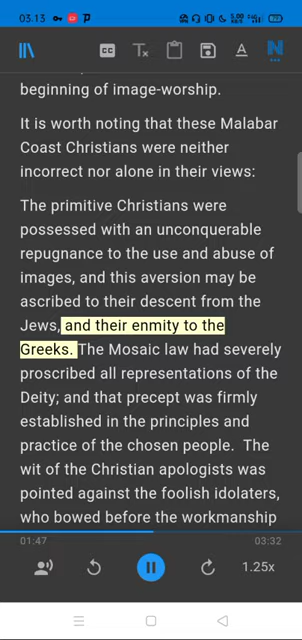 03.13
CC
beginning of image-worship.
It is worth noting that these Malabar
Coast Christians were neither
incorrect nor alone in their views:
The primitive Christians were
possessed with an unconquerable
repugnance to the use and abuse of
images, and this aversion may be
ascribed to their descent from the
Jews, and their enmity to the
Greeks. The Mosaic law had severely
proscribed all representations of the
Deity; and that precept was firmly
established in the principles and
practice of the chosen people.  The
wit of the Christian apologists was
pointed against the foolish idolaters,
who bowed before the workmanship
01:47 03:32
1.25x